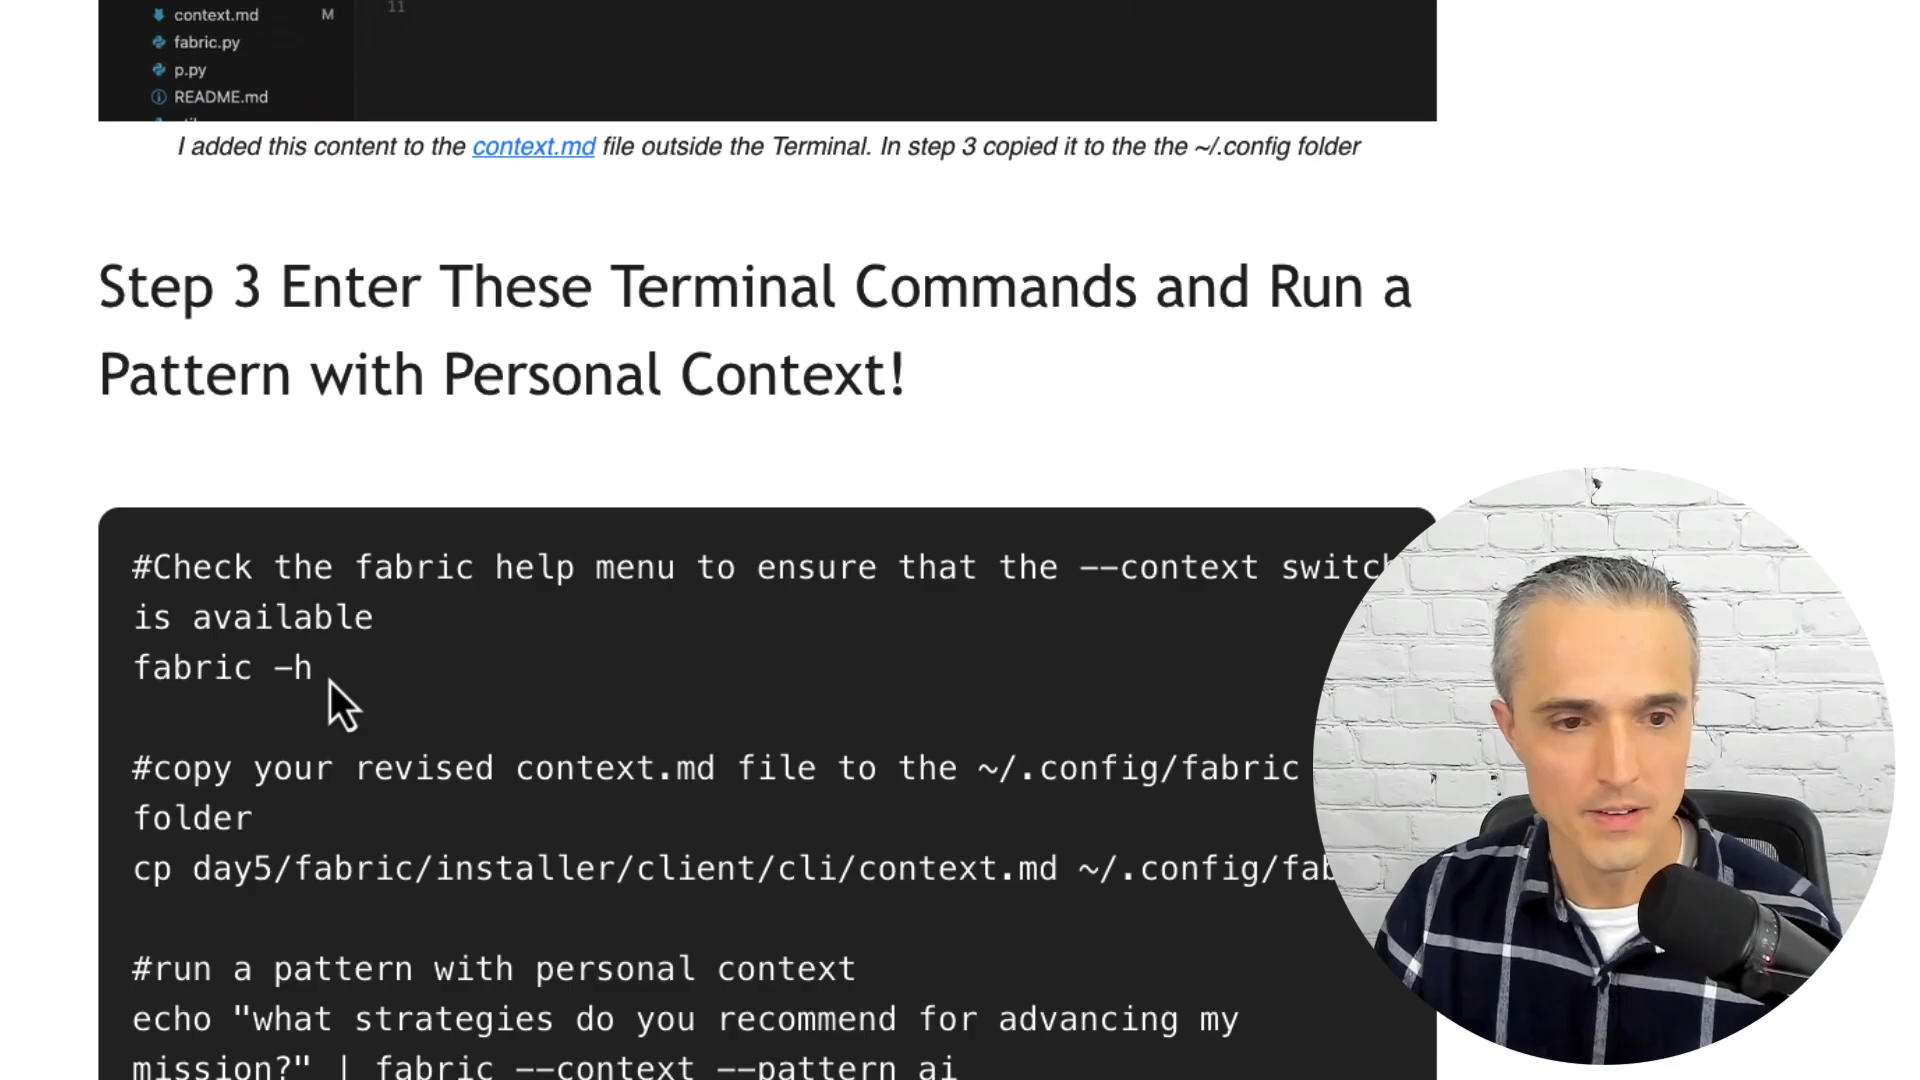 context.md M
11
fabric.py
p.py
README.md
I added this content to the context.md file outside the Terminal. In step 3 copied it to the the ~/.config folder
Step 3 Enter These Terminal Commands and Run a
Pattern with Personal Context!
#Check the fabric help menu to ensure that the --context switch
is available
fabric -h
#copy your revised context.md file to the ~/.config/fabric
folder
cp day5/fabric/installer/client/cli/context.md ~/.config/fab
#run a pattern with personal context
echo "what strategies do you recommend for advancing my
mission?" | fabric --context --pattern ai